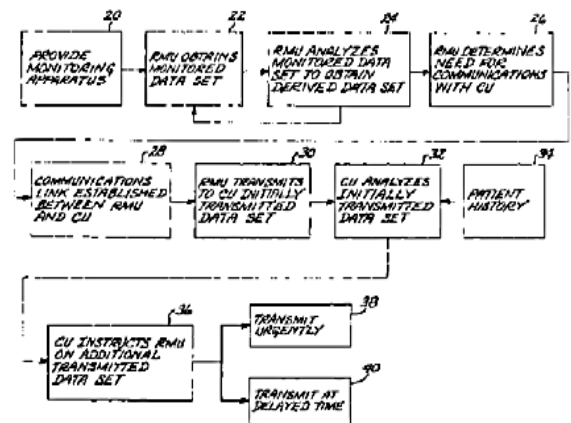 20
PROVIDE
MONITORING
APPARATUS
22
RMU OBTAINS
MONITORED
DATA SET
24
RMU ANALYZES
MONITORED DATA
SET TO OBTAIN
DERIVED DATA SET
26
RMU DETERMINES
NEED FOR
COMMUNICATIONS
WITH CU
28
COMMUNICATIONS
LINK ESTABLISHED
BETWEEN RMU
AND CU
30
RMU TRANSMITS
TO CU INITIALLY
TRANSMITTED
DATA SET
32
CU ANALYZES
INITIALLY
TRANSMITTED
DATA SET
34
PATIENT
HISTORY
36
CU INSTRUCTS RMU
ON ADDITIONAL
TRANSMITTED
DATA SET
38
TRANSMIT
URGENTLY
40
TRANSMIT AT
DELAYED TIME